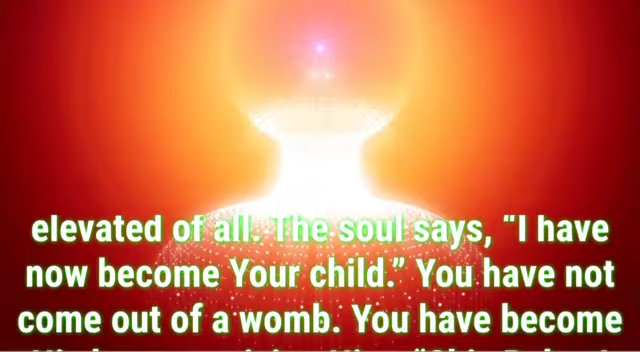 elevated of all. The soul says, “I have
now become Your child.” You have not
come out of a womb. You have become